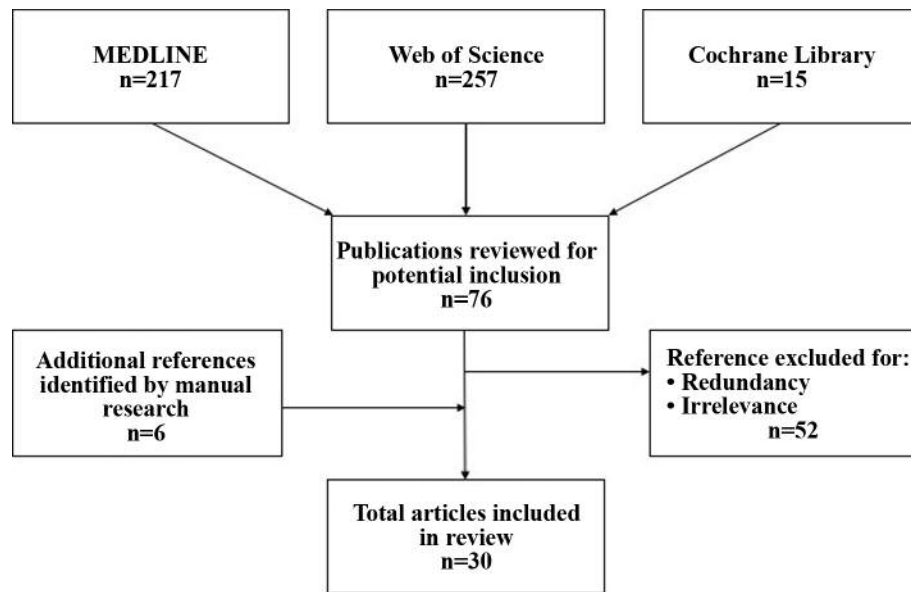 MEDLINE
n=217
Web of Science
n=257
Cochrane Library
n=15
Publications reviewed for
potential inclusion
n=76
Additional references
identified by manual
research
n=6
Reference excluded for:
• Redundancy
• Irrelevance
n=52
Total articles included
in review
n=30